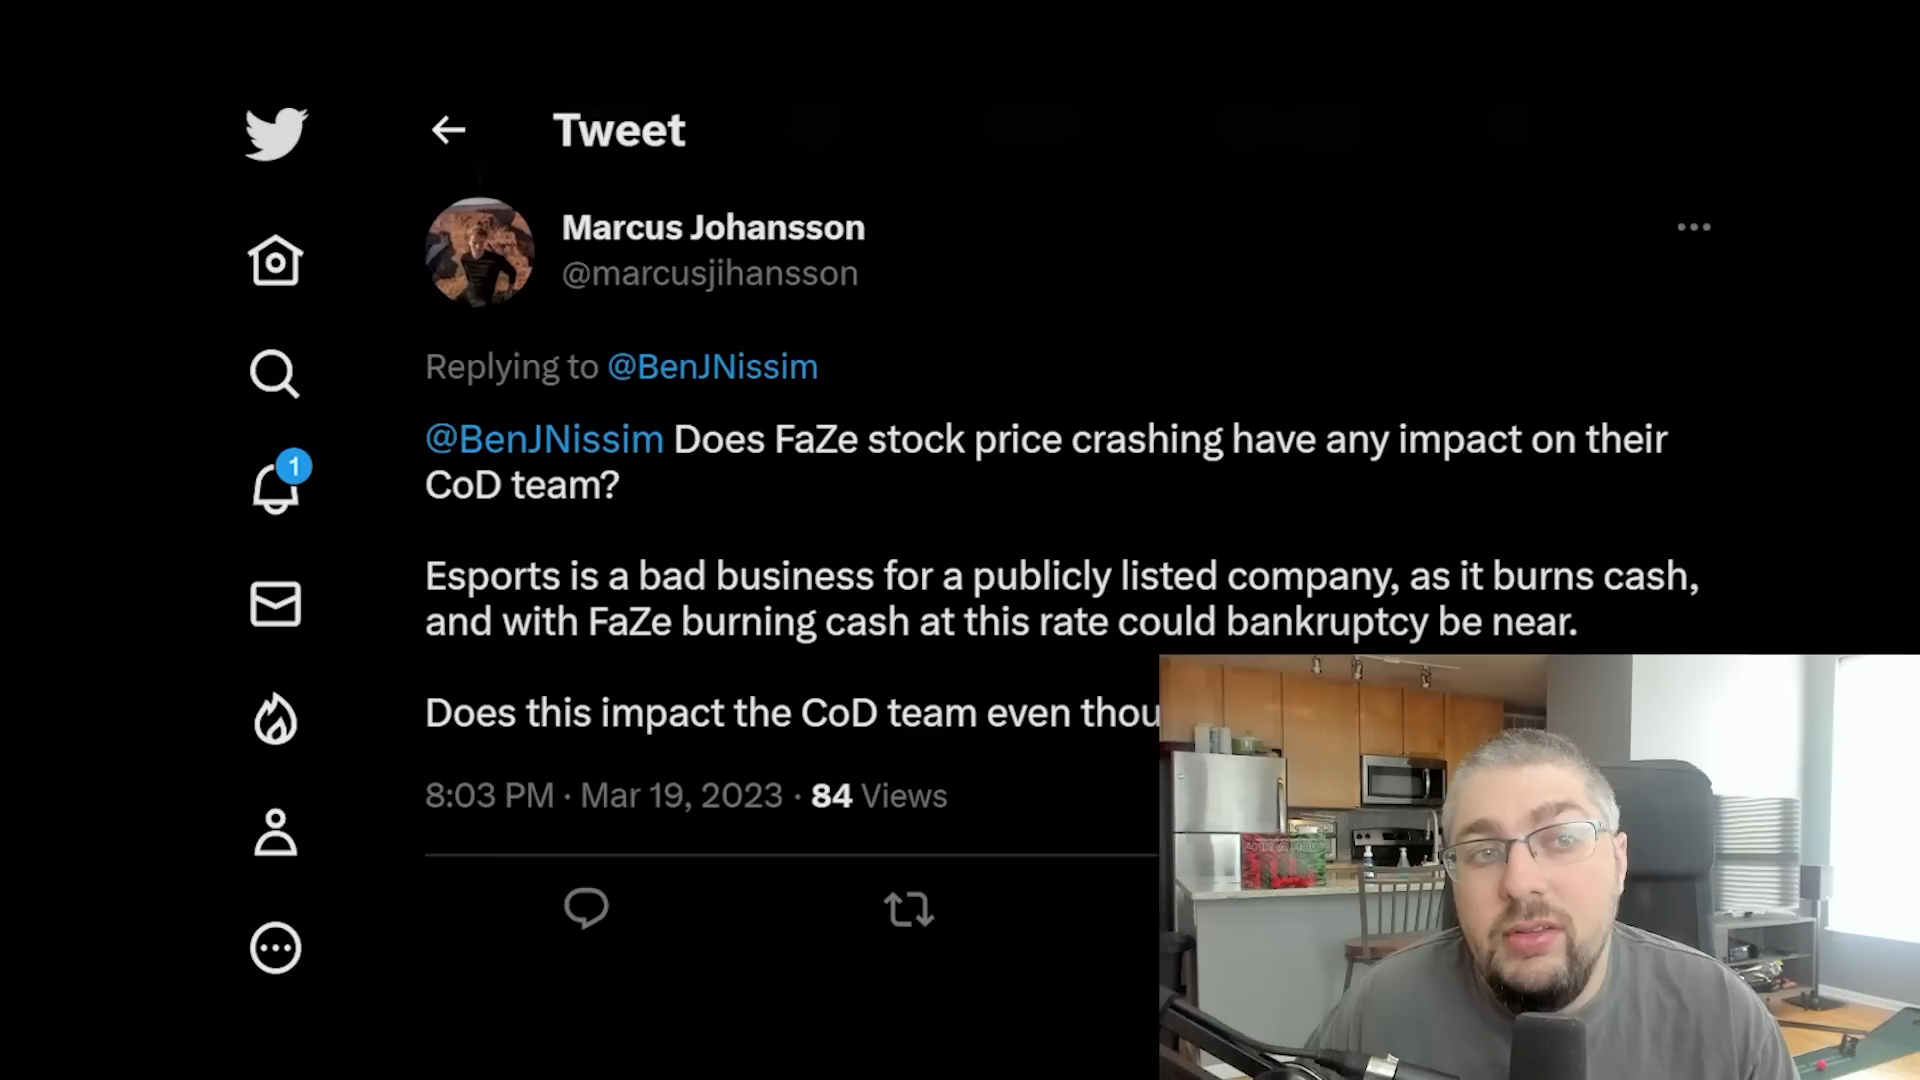 Tweet
Marcus Johansson
@marcusjihansson
Replying to @BenJNissim
@BenJNissim Does FaZe stock price crashing have any impact on their
CoD team?
1
Esports is a bad business for a publicly listed company, as it burns cash,
and with FaZe burning cash at this rate could bankruptcy be near.
Does this impact the CoD team even thou
8:03 PM · Mar 19, 2023 · 84 Views